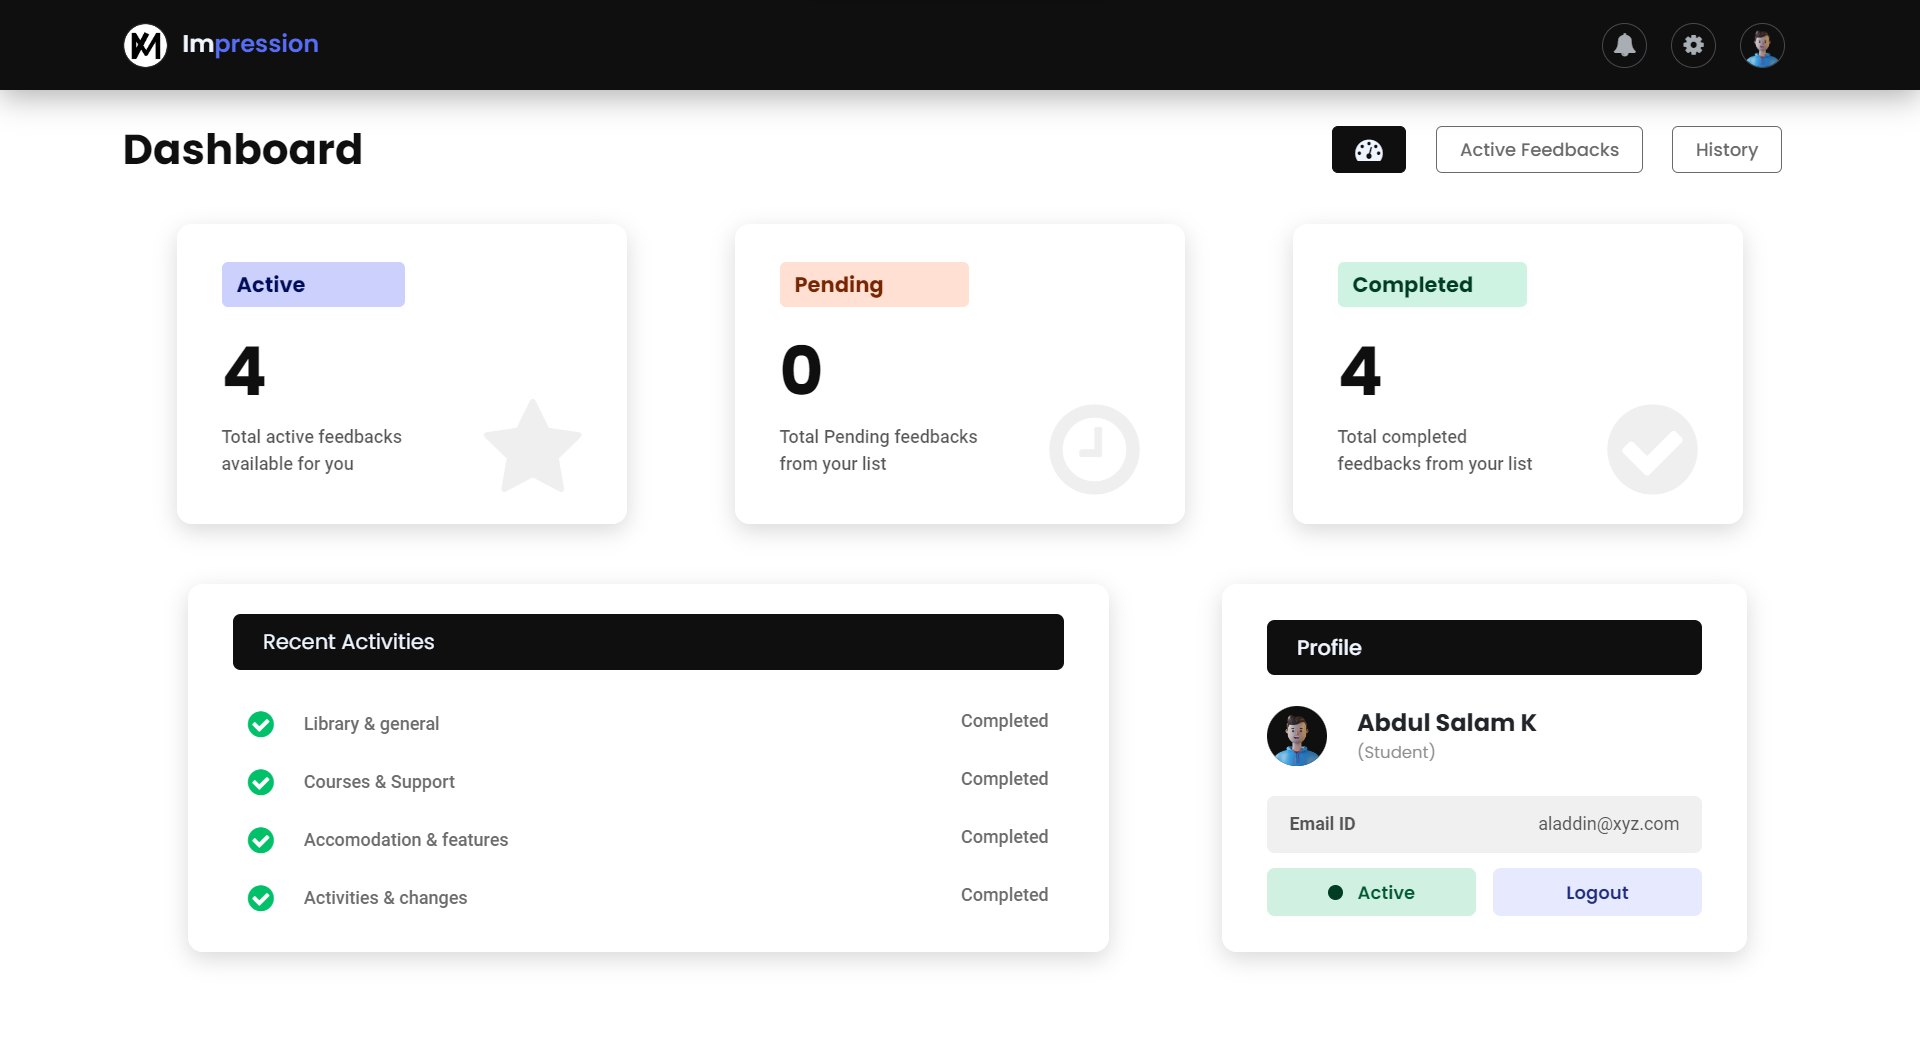 Impression
Dashboard
Active Feedbacks
History
Active
4
Total active feedbacks
available for you
Pending
0
Total Pending feedbacks
from your list
Completed
4
Total completed
feedbacks from your list
Recent Activities
Library & general Completed
Courses & Support Completed
Accomodation & features Completed
Activities & changes Completed
Profile
Abdul Salam K
(Student)
Email ID aladdin@xyz.com
Active
Logout